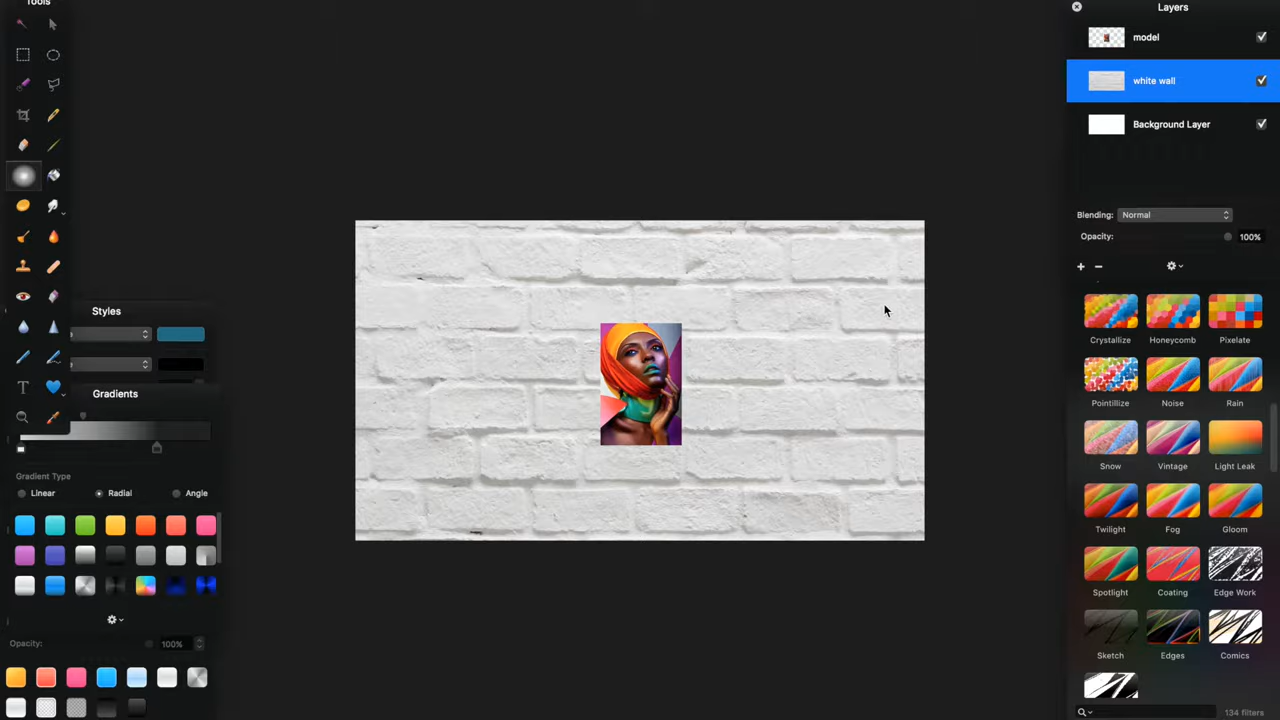 Tools
Layers
model
white wall
Background Layer
Blending: Normal
Opacity: 100%
Styles
Gradients
Gradient Type
Linear Radial Angle
Opacity: 100%
Crystallize Honeycomb Pixelate
Pointillize Noise Rain
Snow Vintage Light Leak
Twilight Fog Gloom
Spotlight Coating Edge Work
Sketch Edges Comics
134 filters